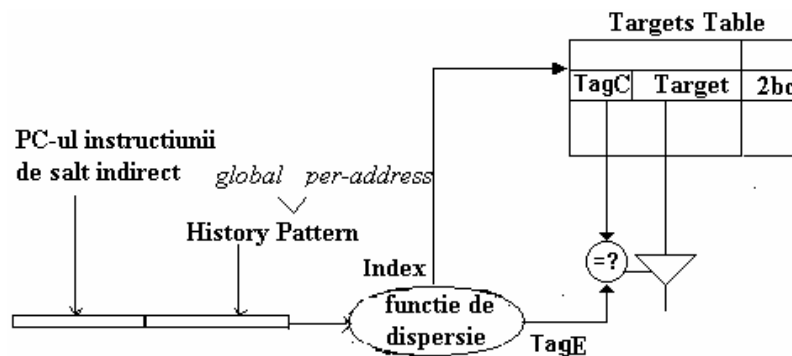 Targets Table
TagC Target 2bc
PC-ul instructiunii
de salt indirect
global per-address
History Pattern
Index
=?
functie de
dispersie
TagE